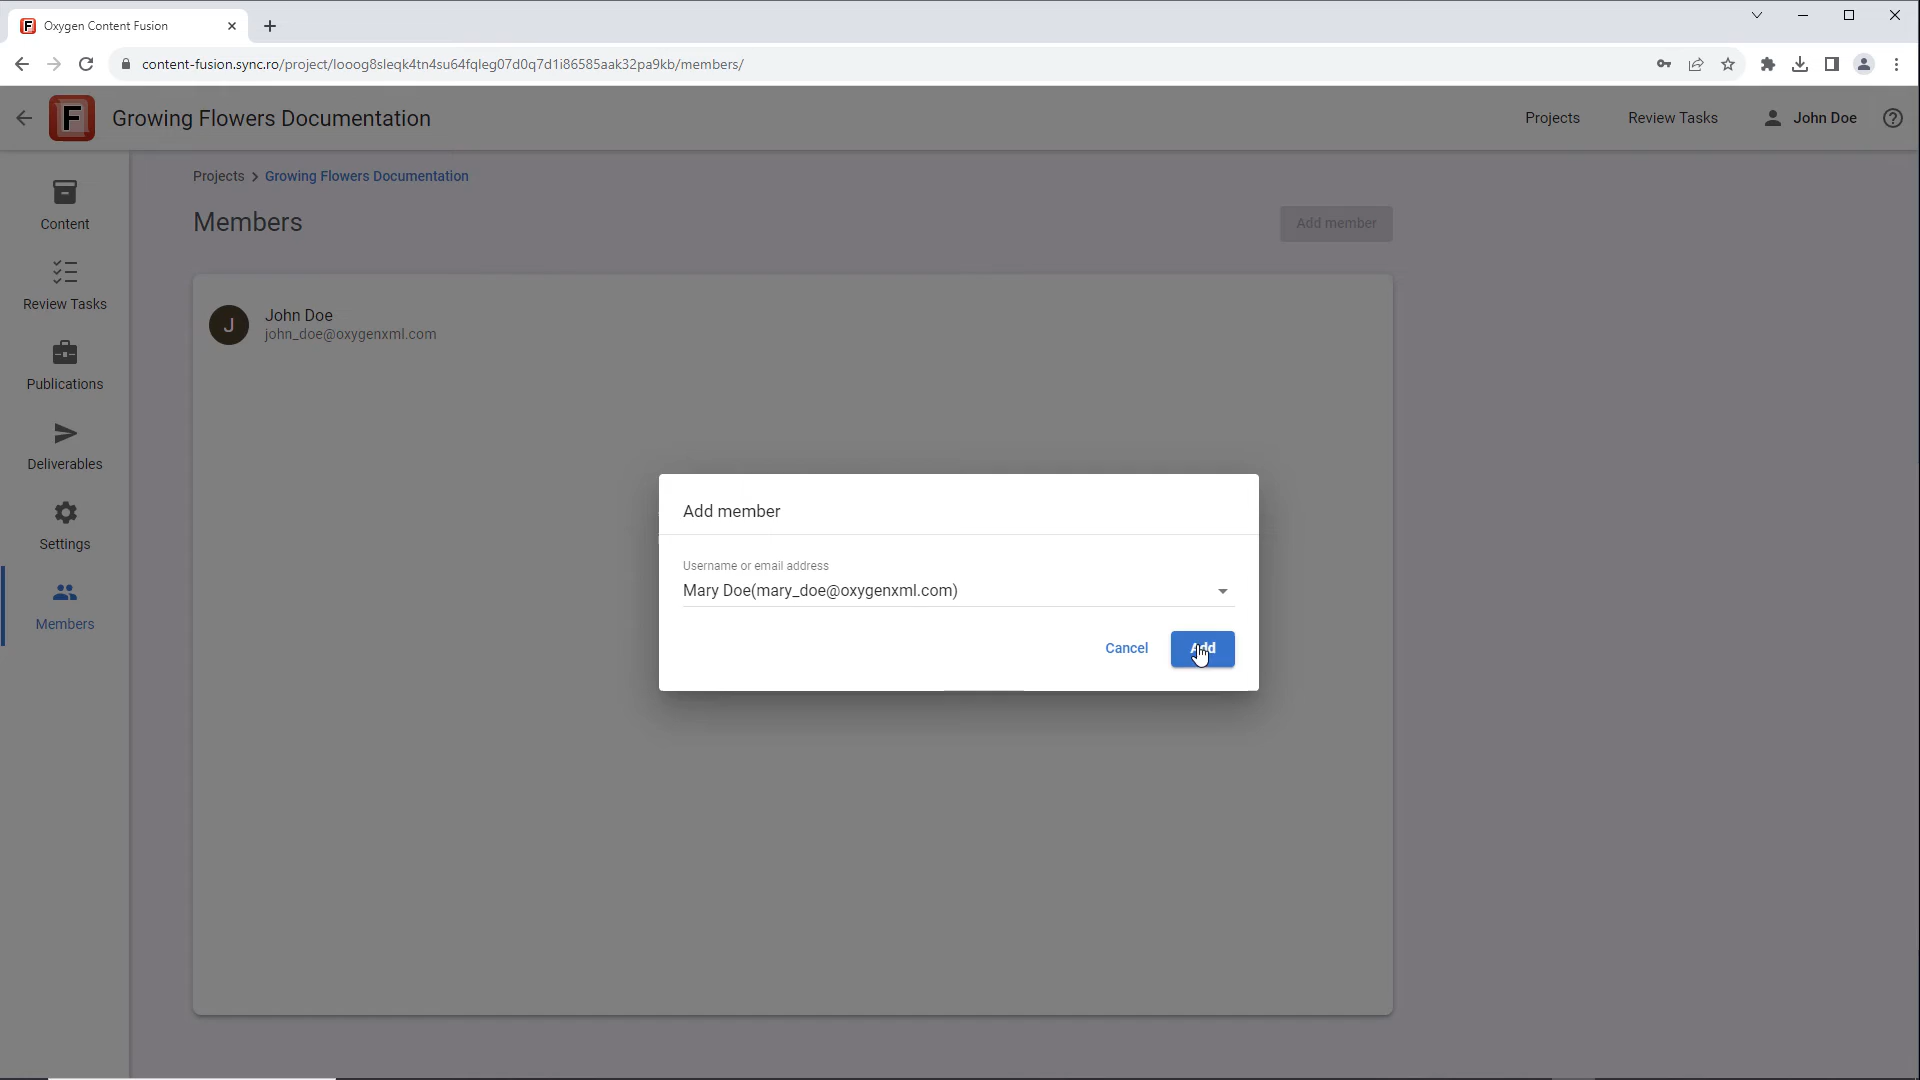 Oxygen Content Fusion
content-fusion.sync.ro/project/looog8sleqk4tn4su64fqleg07d0q7d1i86585aak32pa9kb/members/
F
Growing Flowers Documentation
Projects
Review Tasks
John Doe
Projects > Growing Flowers Documentation
Members
Add member
Content
Review Tasks
Publications
Deliverables
Settings
Members
J
John Doe
john_doe@oxygenxml.com
Add member
Username or email address
Mary Doe(mary_doe@oxygenxml.com)
Cancel
Add